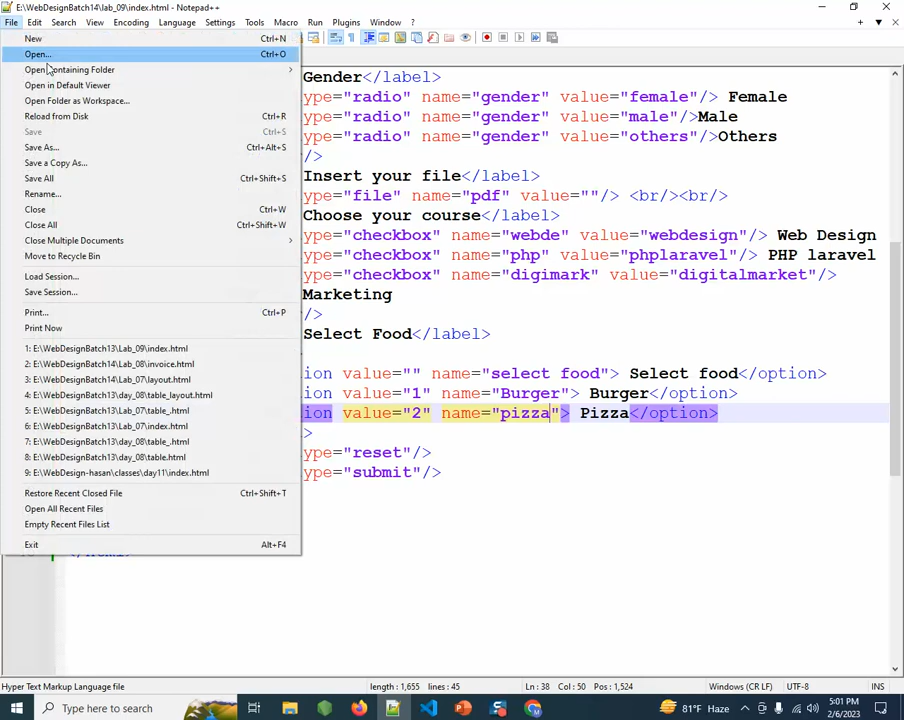 E:\WebDesignBatch14\lab_09\index.html - Notepad++
File Edit Search View Encoding Language Settings Tools Macro Run Plugins Window ?
New Ctrl+N
Open... Ctrl+O
Open Containing Folder
Open in Default Viewer
Open Folder as Workspace...
Reload from Disk Ctrl+R
Save Ctrl+S
Save As... Ctrl+Alt+S
Save a Copy As...
Save All Ctrl+Shift+S
Rename...
Close Ctrl+W
Close All Ctrl+Shift+W
Close Multiple Documents
Move to Recycle Bin
Load Session...
Save Session...
Print... Ctrl+P
Print Now
1: E:\WebDesignBatch13\Lab_09\index.html
2: E:\WebDesignBatch13\Lab_08\invoice.html
3: E:\WebDesignBatch14\Lab_07\layout.html
4: E:\WebDesignBatch13\day_08\table_layout.html
5: E:\WebDesignBatch13\Lab_07\table_.html
6: E:\WebDesignBatch13\Lab_07\index.html
7: E:\WebDesignBatch13\day_08\table_.html
8: E:\WebDesignBatch13\day_08\table.html
9: E:\WebDesign-hasan\classes\day11\index.html
Restore Recent Closed File Ctrl+Shift+T
Open All Recent Files
Empty Recent Files List
Exit Alt+F4
Gender</label>
ype="radio" name="gender" value="female"/> Female
ype="radio" name="gender" value="male"/>Male
ype="radio" name="gender" value="others"/>Others
/>
Insert your file</label>
ype="file" name="pdf" value=""/> <br/><br/>
Choose your course</label>
ype="checkbox" name="webde" value="webdesign"/> Web Design
ype="checkbox" name="php" value="phplaravel"/> PHP laravel
ype="checkbox" name="digimark" value="digitalmarket"/>
Marketing
/>
Select Food</label>
ion value="" name="select food"> Select food</option>
ion value="1" name="Burger"> Burger</option>
ion value="2" name="pizza"> Pizza</option>
>
ype="reset"/>
ype="submit"/>
Hyper Text Markup Language file length : 1,655 lines : 45 Ln : 38 Col : 50 Pos : 1,524 Windows (CR LF) UTF-8 INS
Type here to search 81°F Haze 5:01 PM
2/6/2023